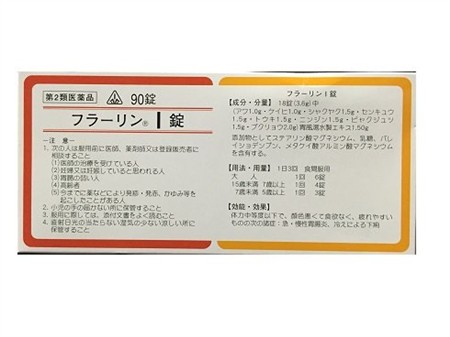 第2類医薬品 90錠
フラーリン® I 錠
―注 意―
1. 次の人は服用前に医師、薬剤師又は登録販売者に
相談すること
(1)医師の治療を受けている人
(2)妊婦又は妊娠していると思われる人
(3)胃腸の弱い人
(4)高齢者
(5)今までに薬などにより発疹・発赤、かゆみ等を
起こしたことがある人
2. 小児の手の届かない所に保管すること
3. 服用に際しては、添付文書をよく読むこと
4. 直射日光の当たらない湿気の少ない涼しい所に
保管すること
フラーリン I 錠
【成分・分量】 18錠(3.6g)中
(アワ1.0g・ケイヒ1.0g・シャクヤク1.5g・センキュウ
1.5g・トウキ1.5g・ニンジン1.5g・ビャクジュツ
1.5g・ブクリョウ2.0g)胃風湯水製エキス1.50g
添加物としてステアリン酸マグネシウム、乳糖、バレ
イショデンプン、メタケイ酸アルミン酸マグネシウム
を含有する。
【用法・用量】 1日3回 食間服用
大 人 1回 6錠
15歳未満 7歳以上 1回 4錠
7歳未満 5歳以上 1回 3錠
【効能・効果】
体力中等度以下で、顔色悪くて食欲なく、疲れやすい
ものの次の諸症：急・慢性胃腸炎、冷えによる下痢